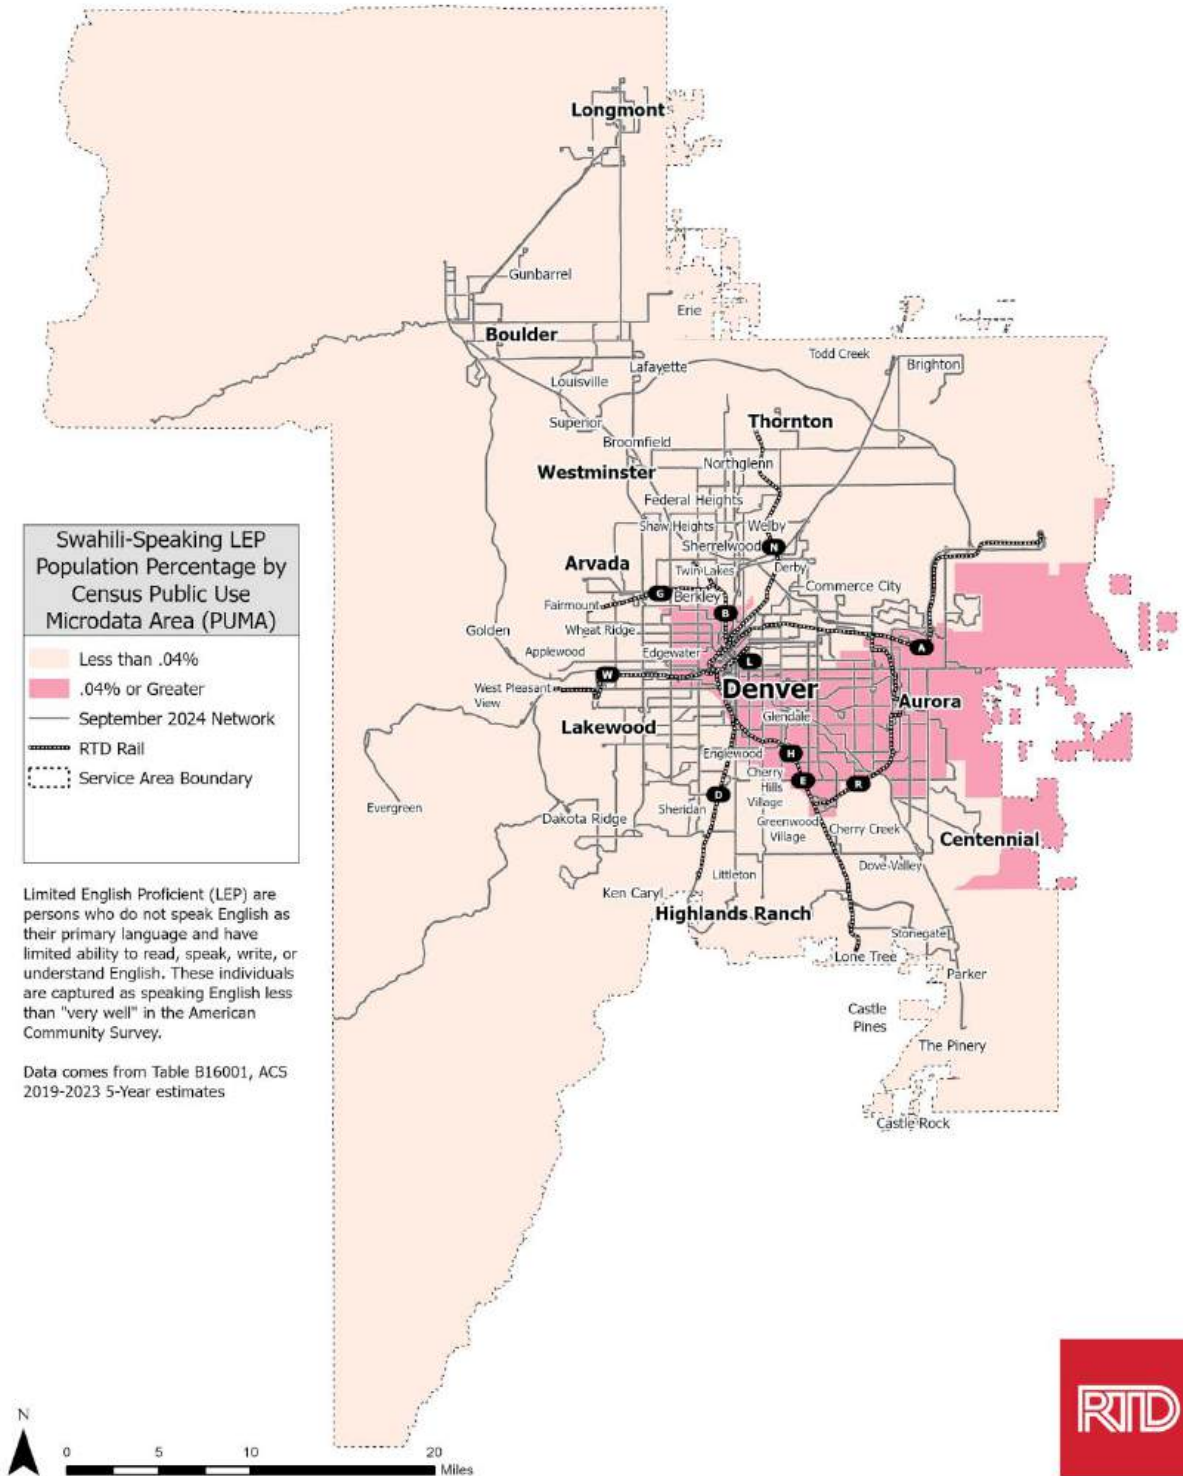 Longmont
Gunbarrel
Erie
Boulder
Todd Creek
Brighton
Lafayette
Louisville
Superior
Thornton
Broomfield
Northglenn
Westminster
Federal Heights
Shaw Heights
Welby
Sherrelwood
N
Arvada
Twin Lakes
Derby
Commerce City
G
Berkley
Fairmount
B
Golden
Wheat Ridge
Applewood
Edgewater
A
L
W
West Pleasant
View
Denver
Aurora
Lakewood
Glendale
Englewood
H
Cherry
Hills
Village
E
R
D
Sheridan
Evergreen
Dakota Ridge
Greenwood
Village
Cherry Creek
Centennial
Dove Valley
Littleton
Ken Caryl
Highlands Ranch
Stonegate
Lone Tree
Parker
Castle
Pines
The Pinery
Castle Rock
Swahili-Speaking LEP
Population Percentage by
Census Public Use
Microdata Area (PUMA)
Less than .04%
.04% or Greater
September 2024 Network
RTD Rail
Service Area Boundary
Limited English Proficient (LEP) are
persons who do not speak English as
their primary language and have
limited ability to read, speak, write, or
understand English. These individuals
are captured as speaking English less
than "very well" in the American
Community Survey.
Data comes from Table B16001, ACS
2019-2023 5-Year estimates
N
0 5 10 20
Miles
RTD